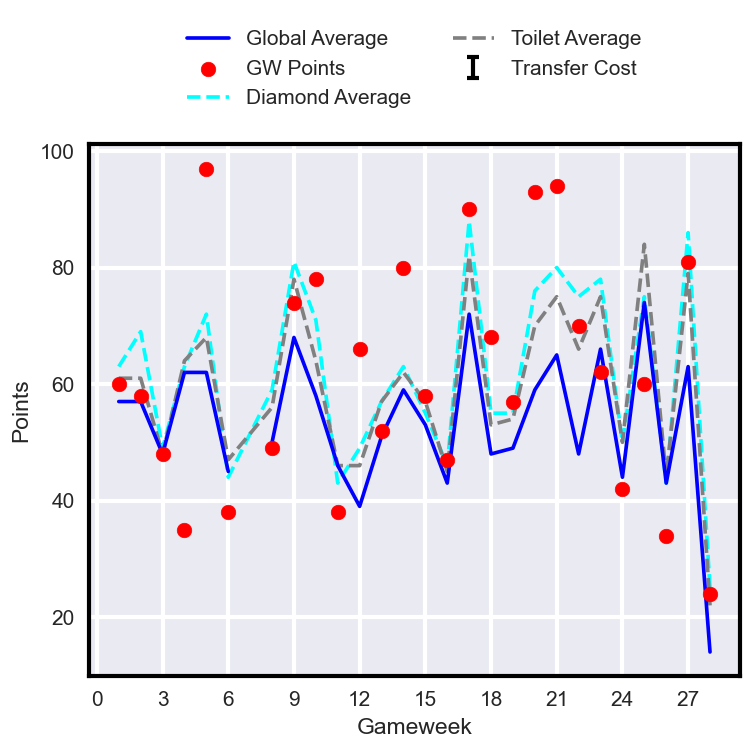 Global Average
GW Points
Diamond Average
Toilet Average
Transfer Cost
100
80
60
40
20
Points
0 3 6 9 12 15 18 21 24 27
Gameweek